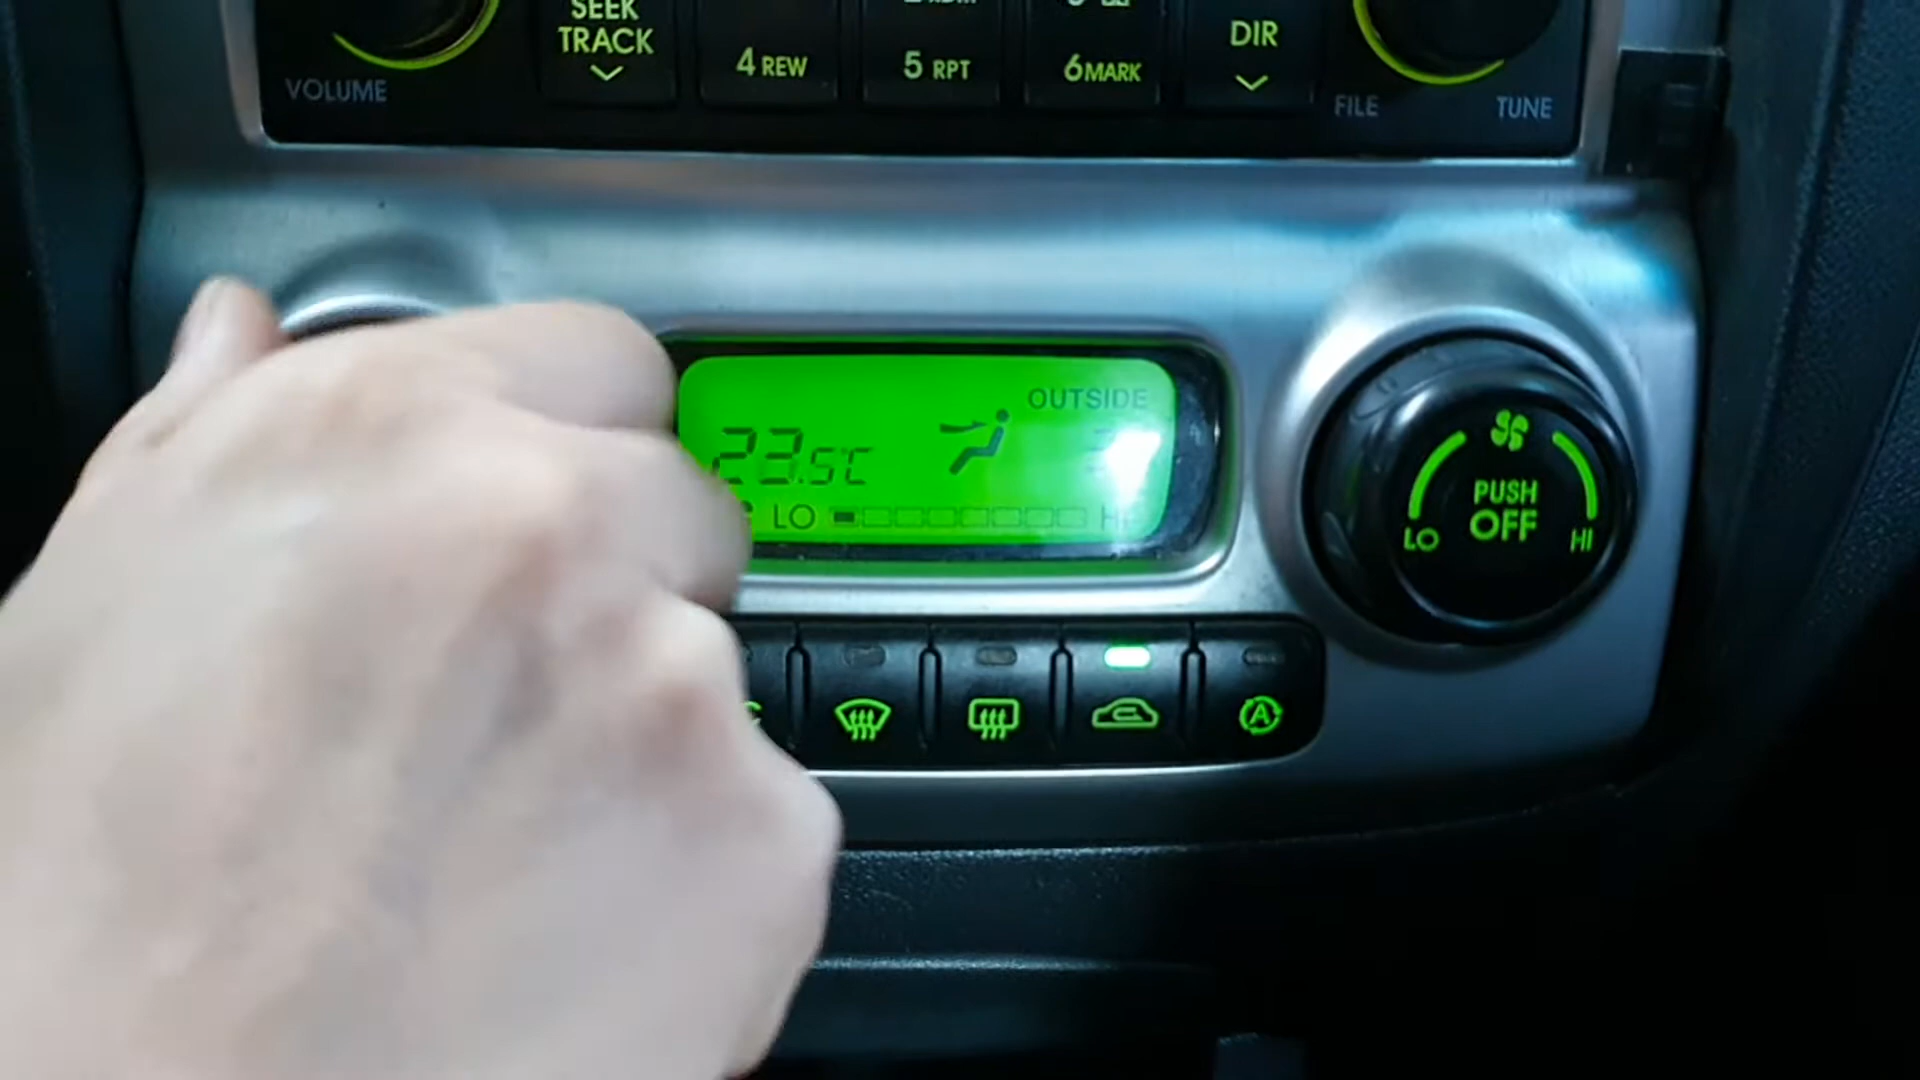 SEEK
TRACK
4 REW
5 RPT
6 MARK
DIR
VOLUME
FILE
TUNE
OUTSIDE
23.5°C
LO
PUSH
OFF
LO
HI
A